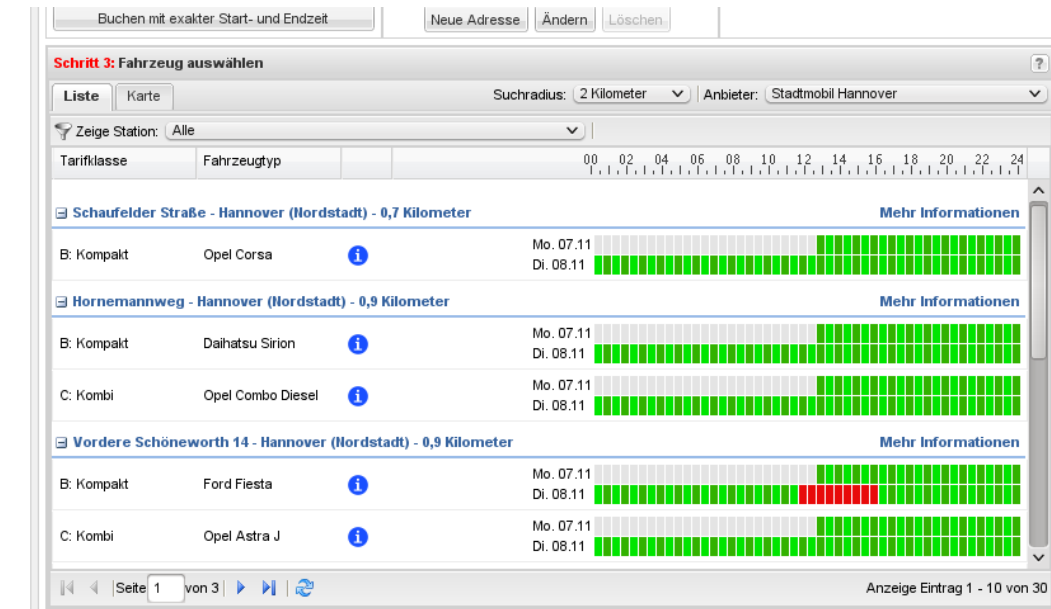 Buchen mit exakter Start- und Endzeit
Neue Adresse Ändern Löschen
Schritt 3: Fahrzeug auswählen ?
Liste Karte Suchradius: 2 Kilometer Anbieter: Stadtmobil Hannover
Zeige Station: Alle
Tarifklasse Fahrzeugtyp 00 02 04 06 08 10 12 14 16 18 20 22 24
Schaufelder Straße - Hannover (Nordstadt) - 0,7 Kilometer Mehr Informationen
B: Kompakt Opel Corsa i Mo. 07.11
Di. 08.11
Hornemannweg - Hannover (Nordstadt) - 0,9 Kilometer Mehr Informationen
B: Kompakt Daihatsu Sirion i Mo. 07.11
Di. 08.11
C: Kombi Opel Combo Diesel i Mo. 07.11
Di. 08.11
Vordere Schöneworth 14 - Hannover (Nordstadt) - 0,9 Kilometer Mehr Informationen
B: Kompakt Ford Fiesta i Mo. 07.11
Di. 08.11
C: Kombi Opel Astra J i Mo. 07.11
Di. 08.11
Seite 1 von 3 Anzeige Eintrag 1 - 10 von 30